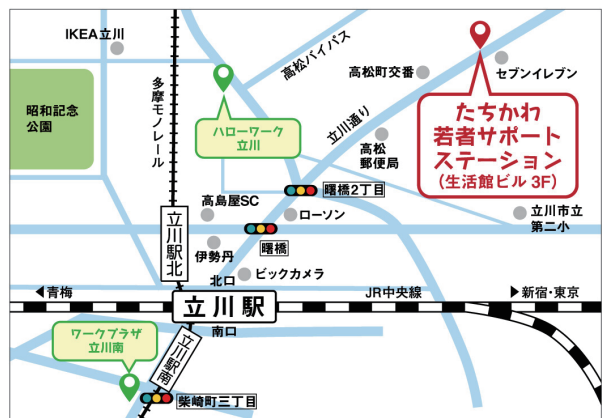 IKEA立川
高松バイパス
高松町交番
セブンイレブン
多摩モノレール
昭和記念
公園
ハローワーク
立川
立川通り
たちかわ
若者サポート
ステーション
(生活館ビル 3F)
高松
郵便局
曙橋2丁目
高島屋SC
ローソン
立川市立
第二小
立川駅北
伊勢丹
曙橋
北口
ビックカメラ
青梅
立川駅
JR中央線
新宿・東京
南口
ワークプラザ
立川南
立川駅南
柴崎町三丁目